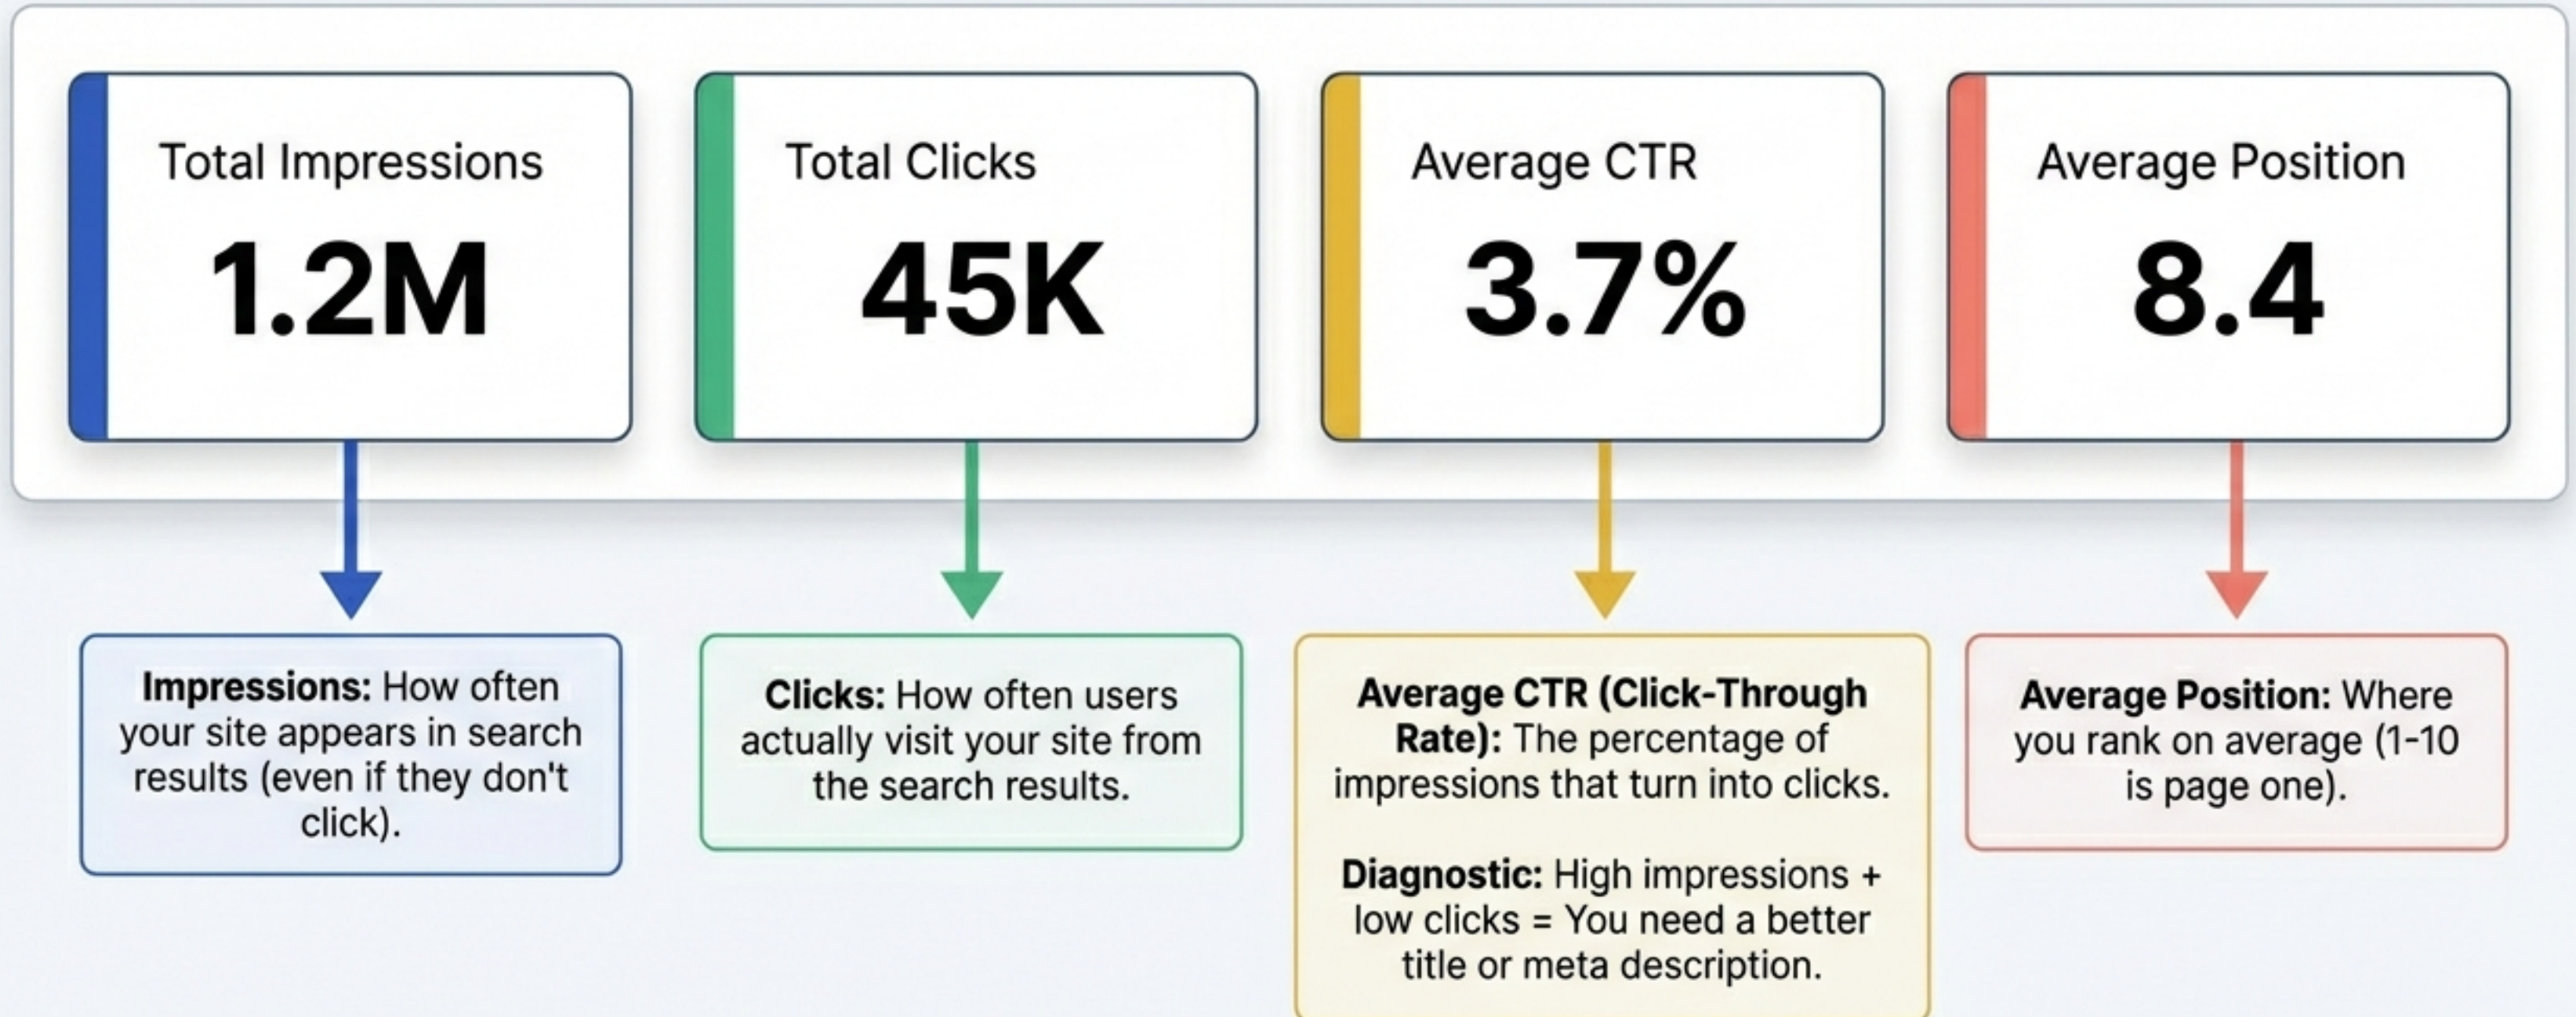 Total Impressions
1.2M
Total Clicks
45K
Average CTR
3.7%
Average Position
8.4
Impressions: How often
your site appears in search
results (even if they don't
click).
Clicks: How often users
actually visit your site from
the search results.
Average CTR (Click-Through
Rate): The percentage of
impressions that turn into clicks.
Diagnostic: High impressions +
low clicks = You need a better
title or meta description.
Average Position: Where
you rank on average (1-10
is page one).